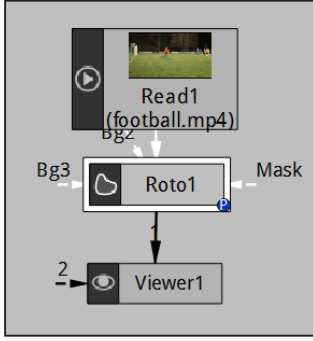 Read1
(football.mp4)
Bg2
Bg3
Roto1
Mask
P
1
2
Viewer1